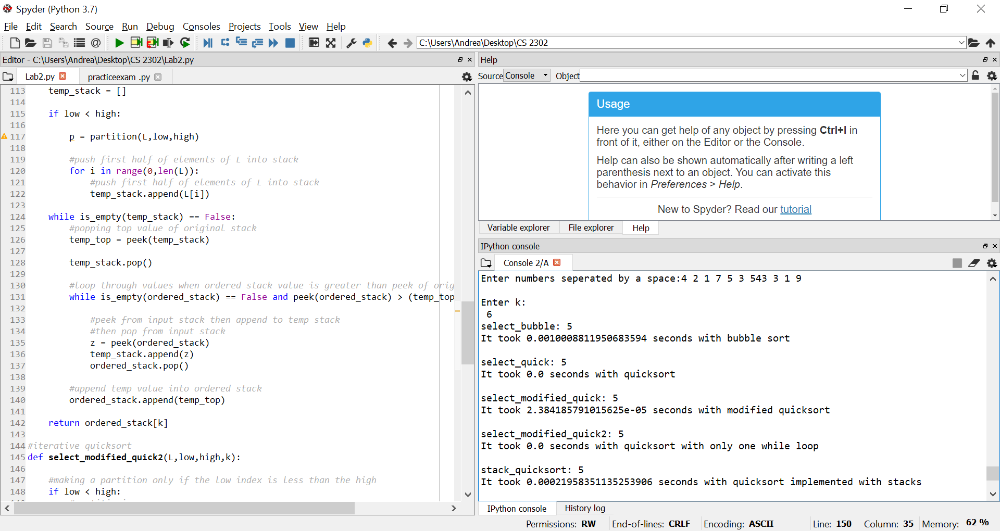 Spyder (Python 3.7)
File Edit Search Source Run Debug Consoles Projects Tools View Help
C:\Users\Andrea\Desktop\CS 2302
Editor - C:\Users\Andrea\Desktop\CS 2302\Lab2.py
Lab2.py practiceexam .py
113 temp_stack = []
114
115 if low < high:
116
117 p = partition(L,low,high)
118
119 #push first half of elements of L into stack
120 for i in range(0,len(L)):
121 #push first half of elements of L into stack
122 temp_stack.append(L[i])
123
124 while is_empty(temp_stack) == False:
125 #popping top value of original stack
126 temp_top = peek(temp_stack)
127
128 temp_stack.pop()
129
130 #loop through values when ordered stack value is greater than peek of orig
131 while is_empty(ordered_stack) == False and peek(ordered_stack) > (temp_top
132
133 #peek from input stack then append to temp stack
134 #then pop from input stack
135 z = peek(ordered_stack)
136 temp_stack.append(z)
137 ordered_stack.pop()
138
139 #append temp value into ordered stack
140 ordered_stack.append(temp_top)
141
142 return ordered_stack[k]
143
144 #iterative quicksort
145 def select_modified_quick2(L,low,high,k):
146
147 #making a partition only if the low index is less than the high
148 if low < high:
Help
Source Console Object
Usage
Here you can get help of any object by pressing Ctrl+I in
front of it, either on the Editor or the Console.
Help can also be shown automatically after writing a left
parenthesis next to an object. You can activate this
behavior in Preferences > Help.
New to Spyder? Read our tutorial
Variable explorer File explorer Help
IPython console
Console 2/A
Enter numbers seperated by a space:4 2 1 7 5 3 543 3 1 9
Enter k:
6
select_bubble: 5
It took 0.0010008811950683594 seconds with bubble sort
select_quick: 5
It took 0.0 seconds with quicksort
select_modified_quick: 5
It took 2.384185791015625e-05 seconds with modified quicksort
select_modified_quick2: 5
It took 0.0 seconds with quicksort with only one while loop
stack_quicksort: 5
It took 0.00021958351135253906 seconds with quicksort implemented with stacks
IPython console History log
Permissions: RW End-of-lines: CRLF Encoding: ASCII Line: 150 Column: 35 Memory: 62 %